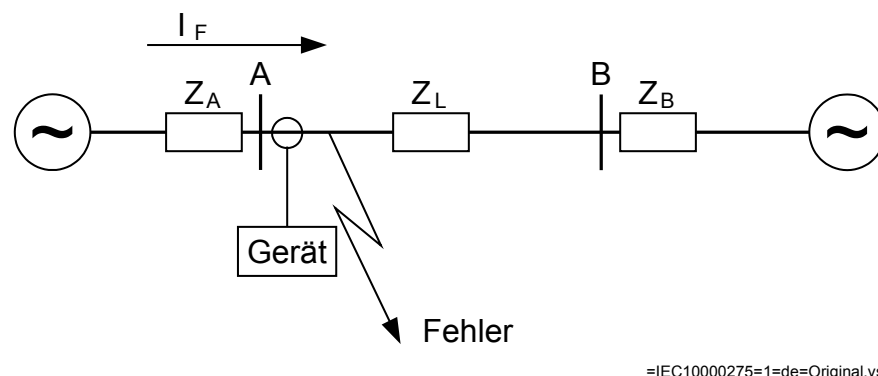 I F
A
B
Z A
Z L
Z B
~
~
Gerät
Fehler
=IEC10000275=1=de=Original.vs